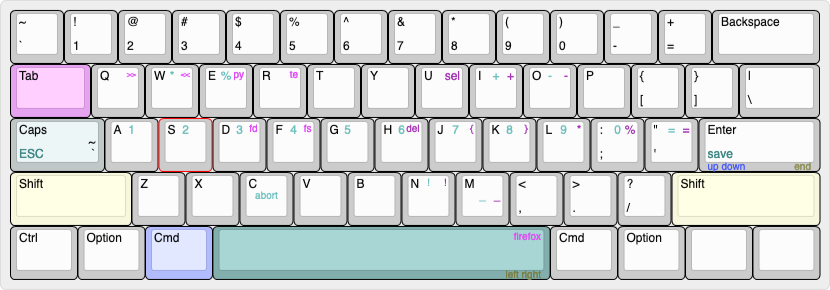 ~ ! @ # $ % ^ & * ( ) _ + Backspace
` 1 2 3 4 5 6 7 8 9 0 - =
Tab Q >> W * << E % py R te T Y U sel I + + O - - P { } |
[ ] \
Caps A 1 S 2 D 3 fd F 4 fs G 5 H 6 del J 7 { K 8 } L 9 * : 0 % " = = Enter
ESC ~ ` ; ' save
up down end
Shift Z X C V B N ! ! M < > ? Shift
abort _ _ , . /
Ctrl Option Cmd firefox Cmd Option
left right